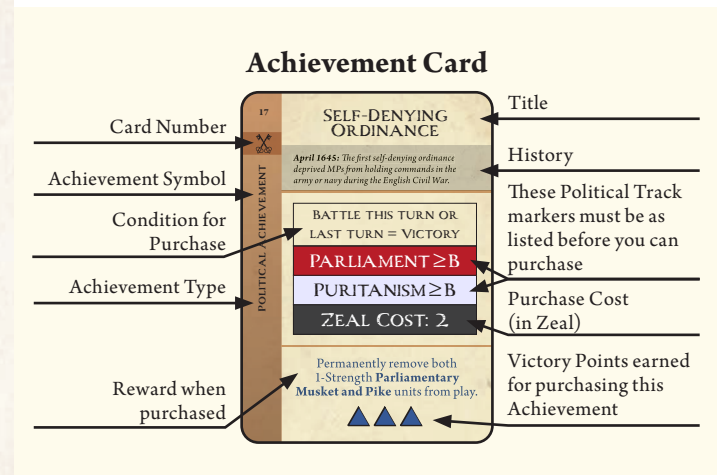 Achievement Card
Card Number
Achievement Symbol
Condition for
Purchase
Achievement Type
Reward when
purchased
17
POLITICAL ACHIEVEMENT
SELF-DENYING
ORDINANCE
April 1645: The first self-denying ordinance
deprived MPs from holding commands in the
army or navy during the English Civil War.
BATTLE THIS TURN OR
LAST TURN = VICTORY
PARLIAMENT≥B
PURITANISM≥B
ZEAL COST: 2
Permanently remove both
1-Strength Parliamentary
Musket and Pike units from play.
Title
History
These Political Track
markers must be as
listed before you can
purchase
Purchase Cost
(in Zeal)
Victory Points earned
for purchasing this
Achievement